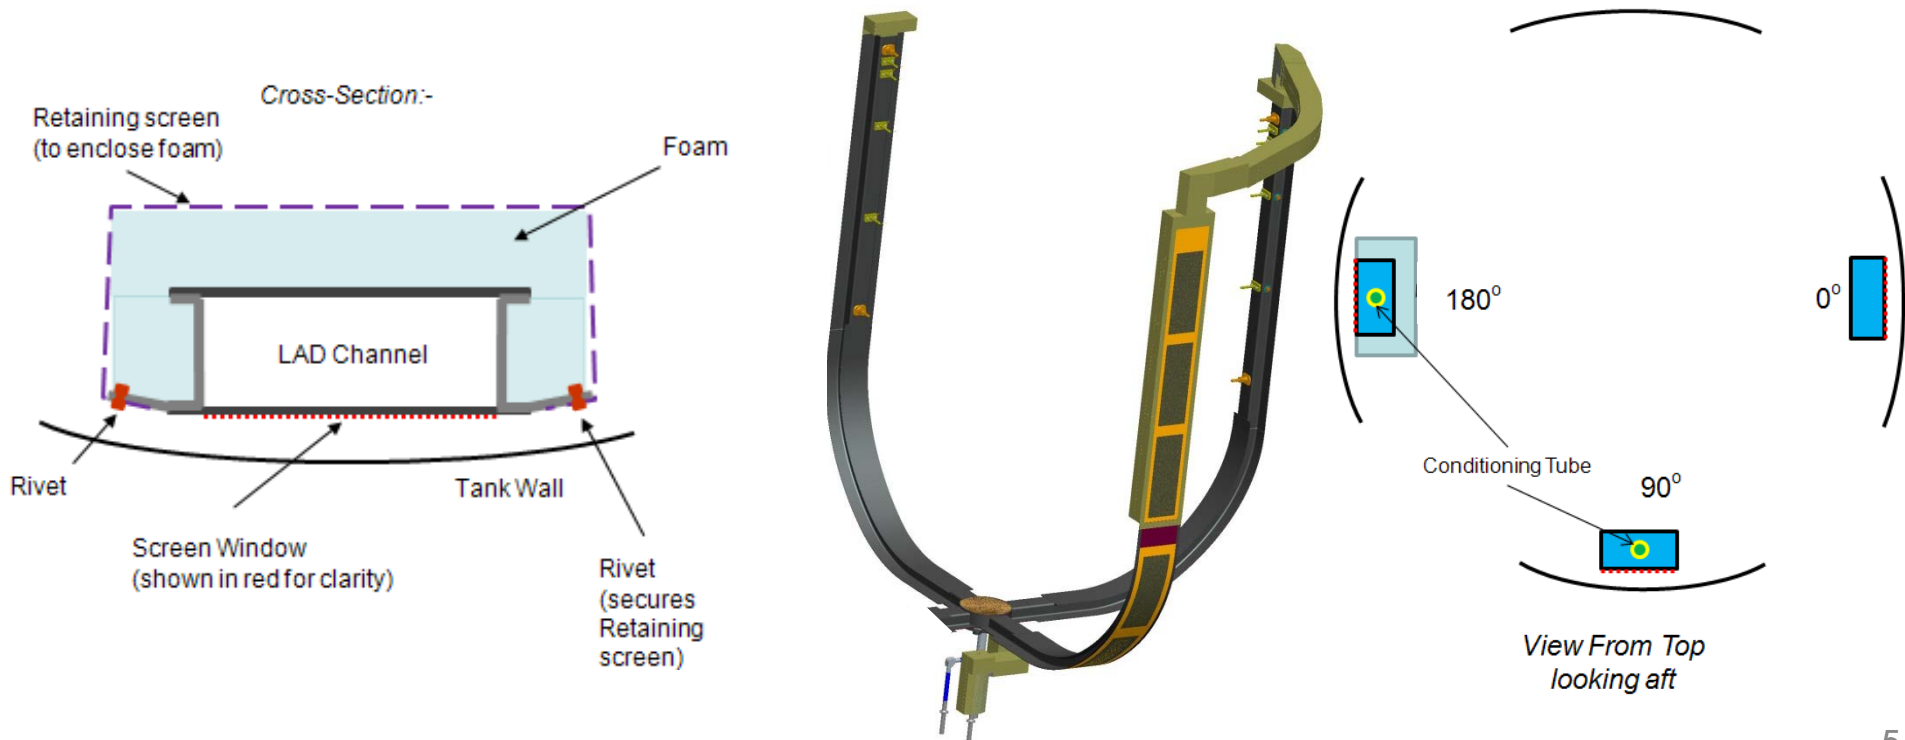 Cross-Section:-
Retaining screen
(to enclose foam)
Foam
LAD Channel
Rivet
Tank Wall
Screen Window
(shown in red for clarity)
Rivet
(secures
Retaining
screen)
180°
0°
Conditioning Tube
90°
View From Top
looking aft
5